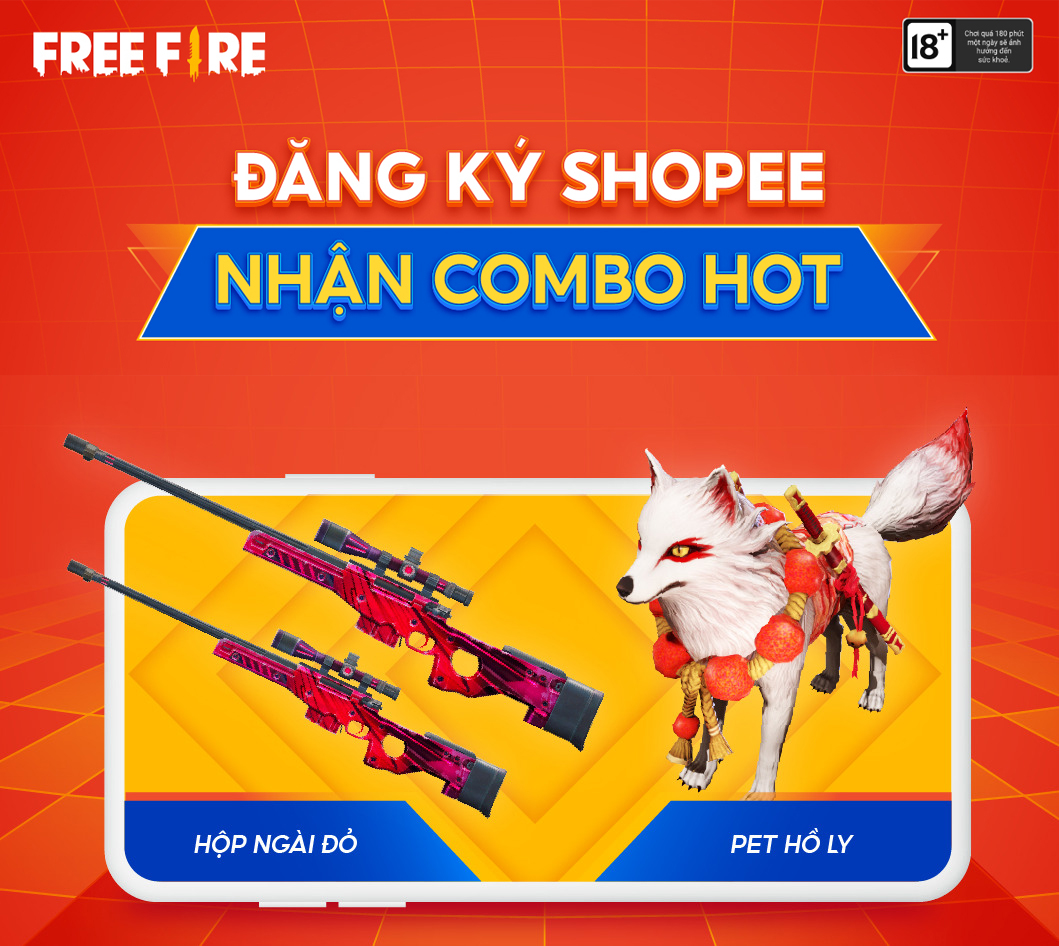 FREE FIRE
18+
Chơi quá 180 phút
một ngày sẽ ảnh
hưởng đến
sức khoẻ.
ĐĂNG KÝ SHOPEE
NHẬN COMBO HOT
HỘP NGÀI ĐỎ
PET HỒ LY